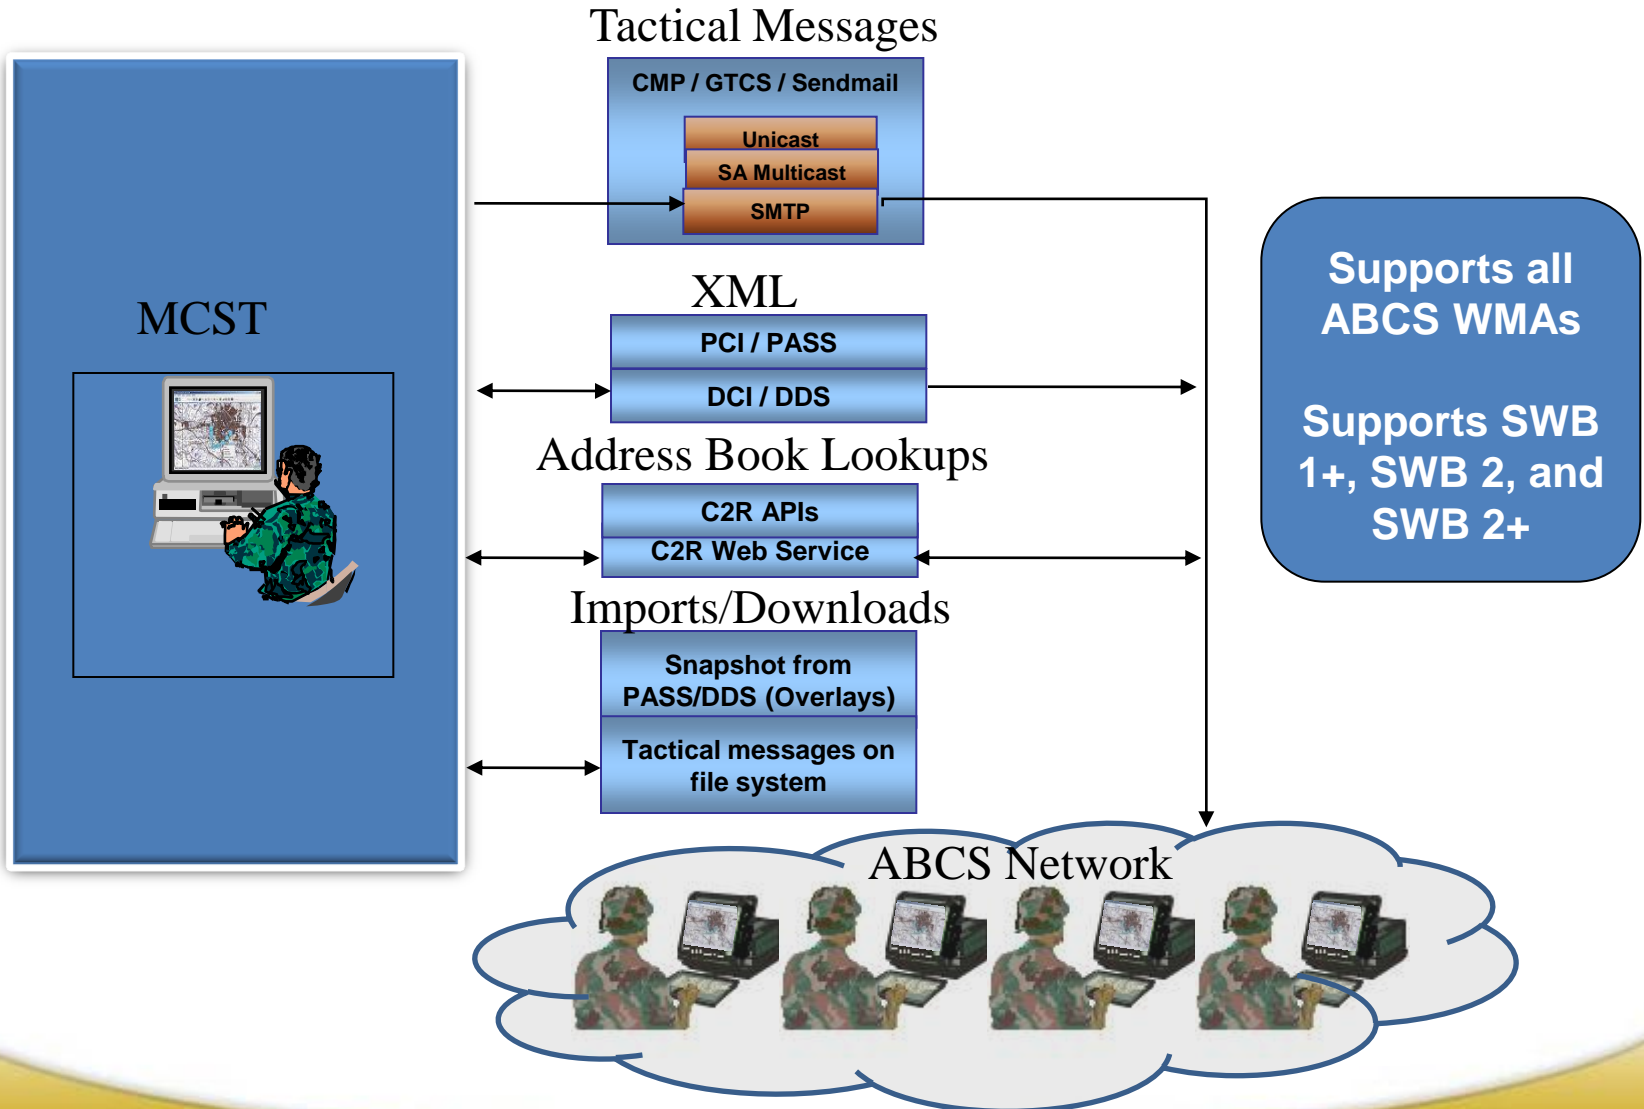 Tactical Messages
CMP / GTCS / Sendmail
Unicast
SA Multicast
SMTP
XML
PCI / PASS
DCI / DDS
MCST
Address Book Lookups
C2R APIs
C2R Web Service
Imports/Downloads
Snapshot from
PASS/DDS (Overlays)
Tactical messages on
file system
Supports all
ABCS WMAs
Supports SWB
1+, SWB 2, and
SWB 2+
ABCS Network